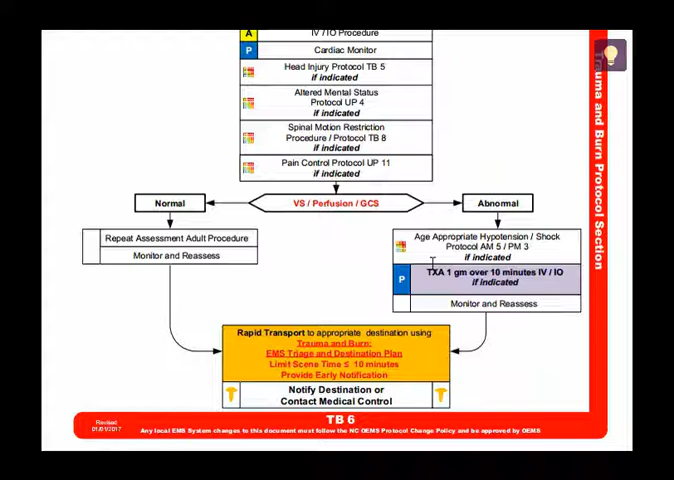 A
IV / IO Procedure
P
Cardiac Monitor
Head Injury Protocol TB 5
if indicated
Altered Mental Status
Protocol UP 4
if indicated
Spinal Motion Restriction
Procedure / Protocol TB 8
if indicated
Pain Control Protocol UP 11
if indicated
Normal
VS / Perfusion / GCS
Abnormal
Repeat Assessment Adult Procedure
Monitor and Reassess
Age Appropriate Hypotension / Shock
Protocol AM 5 / PM 3
if indicated
P
TXA 1 gm over 10 minutes IV / IO
if indicated
Monitor and Reassess
Rapid Transport to appropriate destination using
Trauma and Burn:
EMS Triage and Destination Plan
Limit Scene Time ≤ 10 minutes
Provide Early Notification
Notify Destination or
Contact Medical Control
Revised
01/01/2017
TB 6
Any local EMS System changes to this document must follow the NC OEMS Protocol Change Policy and be approved by OEMS
Trauma and Burn Protocol Section